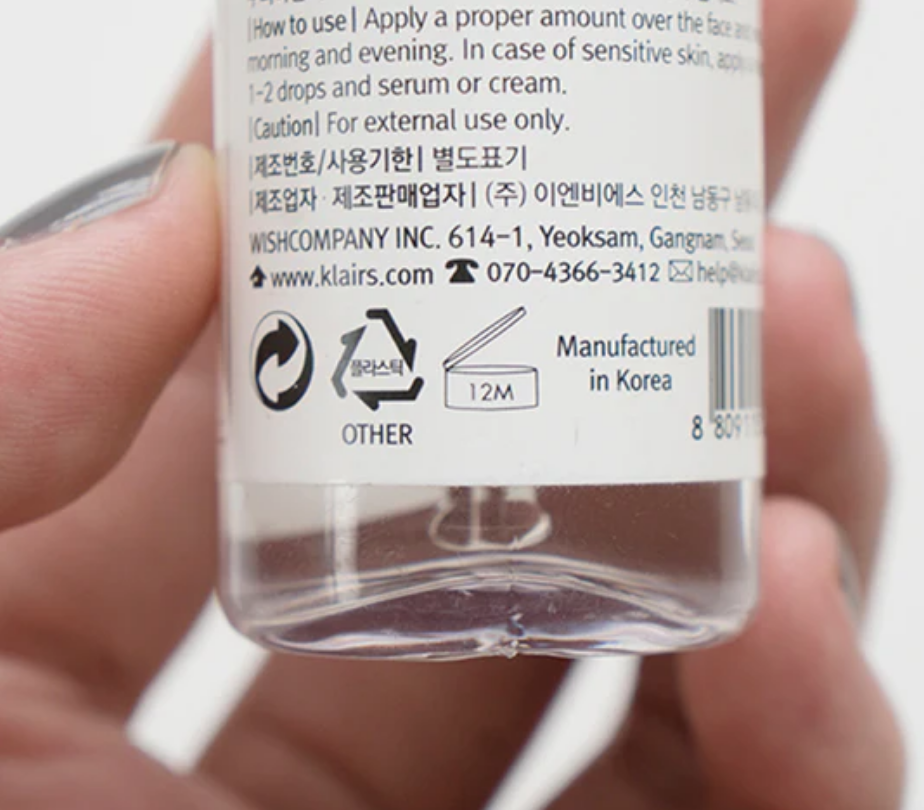 |How to use| Apply a proper amount over the face and
morning and evening. In case of sensitive skin, apply
1-2 drops and serum or cream.
|Caution| For external use only.
|제조번호/사용기한| 별도표기
|제조업자 · 제조판매업자| (주) 이엔비에스 인천 남동구
WISHCOMPANY INC. 614-1, Yeoksam, Gangnam, Seoul
www.klairs.com 070-4366-3412
플라스틱
12M
Manufactured
in Korea
OTHER
8 8091